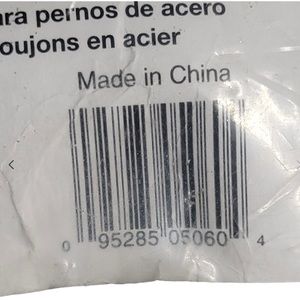 ara pernos de acero
oujons en acier
Made in China
0 95285 05060 4